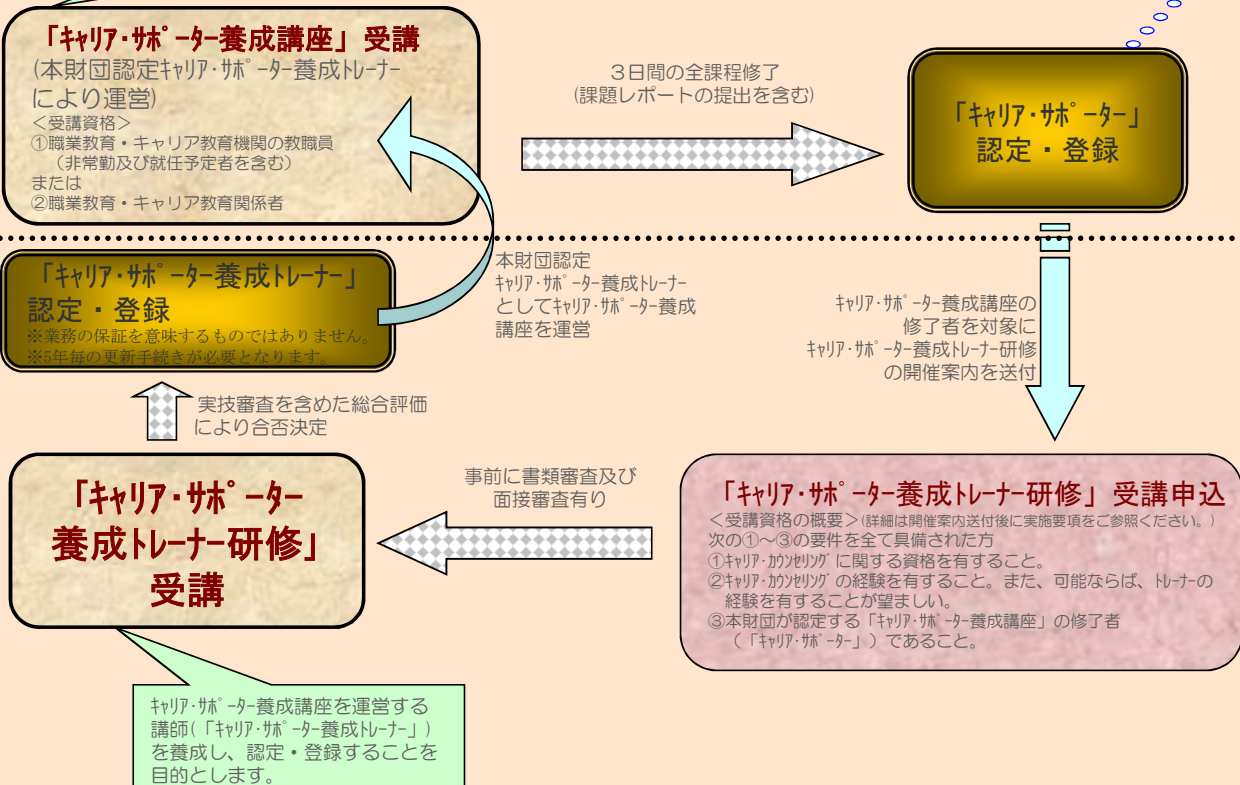 「ｷｬﾘｱ･ｻﾎﾟｰﾀｰ養成講座」受講
(本財団認定ｷｬﾘｱ･ｻﾎﾟｰﾀｰ養成ﾄﾚｰﾅｰ
により運営)
＜受講資格＞
①職業教育・キャリア教育機関の教職員
（非常勤及び就任予定者を含む）
または
②職業教育・キャリア教育関係者
３日間の全課程修了
(課題レポートの提出を含む)
「ｷｬﾘｱ･ｻﾎﾟｰﾀｰ」
認定・登録
ｷｬﾘｱ･ｻﾎﾟｰﾀｰ養成講座の
修了者を対象に
ｷｬﾘｱ･ｻﾎﾟｰﾀｰ養成ﾄﾚｰﾅｰ研修
の開催案内を送付
「ｷｬﾘｱ･ｻﾎﾟｰﾀｰ養成ﾄﾚｰﾅｰ研修」受講申込
＜受講資格の概要＞(詳細は開催案内送付後に実施要項をご参照ください。)
次の①～③の要件を全て具備された方
①ｷｬﾘｱ･ｶｳﾝｾﾘﾝｸﾞに関する資格を有すること。
②ｷｬﾘｱ･ｶｳﾝｾﾘﾝｸﾞの経験を有すること。また、可能ならば、ﾄﾚｰﾅｰの
経験を有することが望ましい。
③本財団が認定する「ｷｬﾘｱ･ｻﾎﾟｰﾀｰ養成講座」の修了者
（「ｷｬﾘｱ･ｻﾎﾟｰﾀｰ」）であること。
事前に書類審査及び
面接審査有り
「ｷｬﾘｱ･ｻﾎﾟｰﾀｰ
養成ﾄﾚｰﾅｰ研修」
受講
ｷｬﾘｱ･ｻﾎﾟｰﾀｰ養成講座を運営する
講師(「ｷｬﾘｱ･ｻﾎﾟｰﾀｰ養成ﾄﾚｰﾅｰ」)
を養成し、認定・登録することを
目的とします。
実技審査を含めた総合評価
により合否決定
「ｷｬﾘｱ･ｻﾎﾟｰﾀｰ養成ﾄﾚｰﾅｰ」
認定・登録
※業務の保証を意味するものではありません。
※5年毎の更新手続きが必要となります。
本財団認定
ｷｬﾘｱ･ｻﾎﾟｰﾀｰ養成ﾄﾚｰﾅｰ
としてｷｬﾘｱ･ｻﾎﾟｰﾀｰ養成
講座を運営